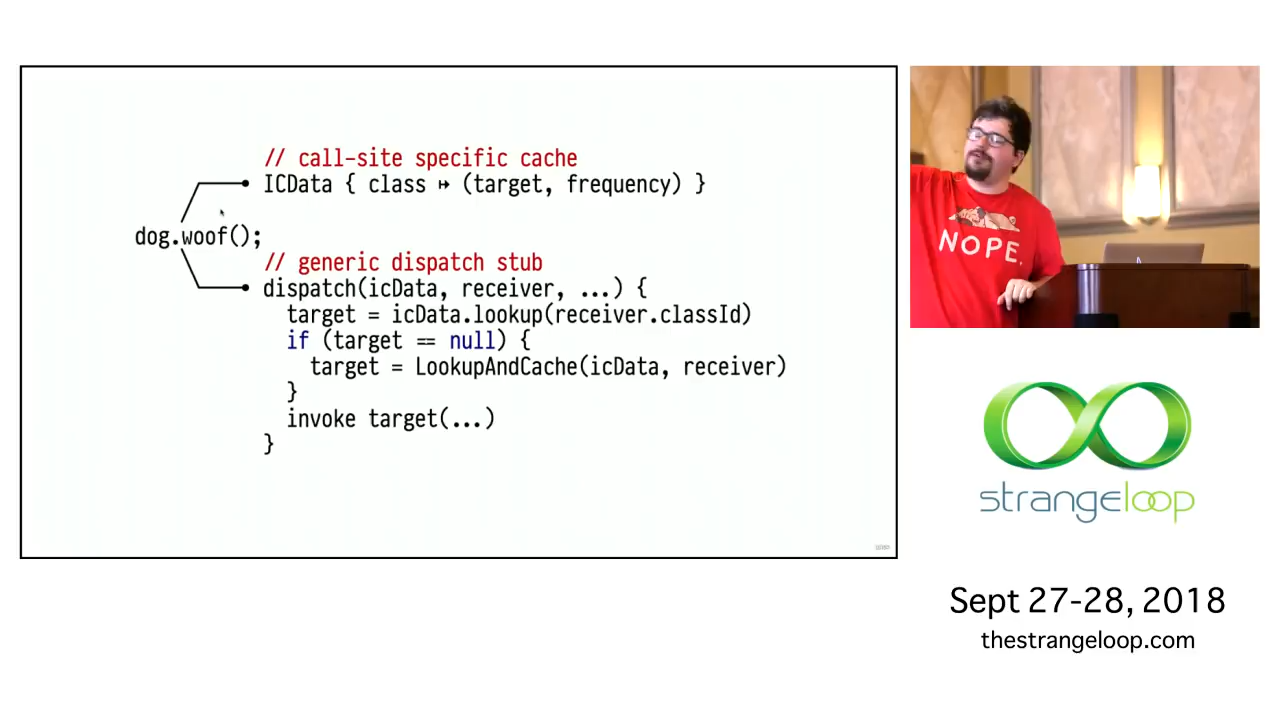 // call-site specific cache
ICData { class ↦ (target, frequency) }
dog.woof();
// generic dispatch stub
dispatch(icData, receiver, ...) {
target = icData.lookup(receiver.classId)
if (target == null) {
target = LookupAndCache(icData, receiver)
}
invoke target(...)
}
NOPE.
strangeloop
Sept 27-28, 2018
thestrangeloop.com